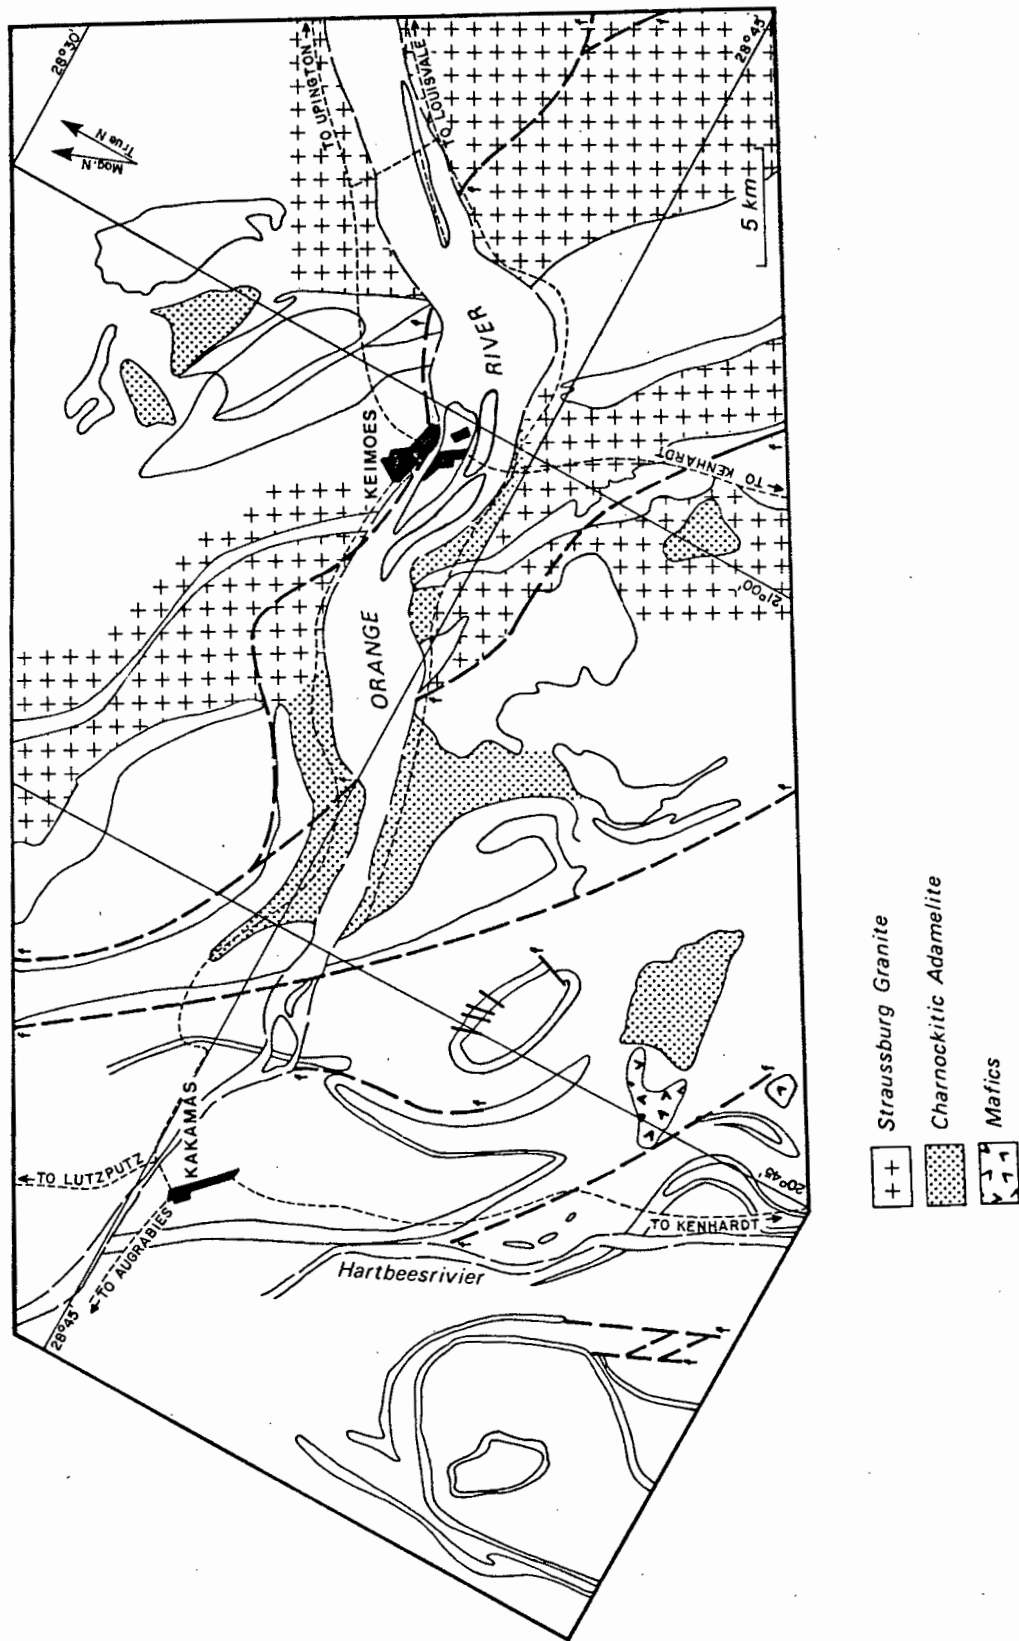 28°30'
Mag. N
True N
TO UPINGTON
TO LOUISVALE
28°45'
5 km
f
f
f
f
KEIMOES
RIVER
TO KENHARDT
f
21°00'
ORANGE
f
f
f
f
f
f
f
f
KAKAMAS
TO LUTZPUTZ
TO AUGRABIES
28°45'
20°45'
TO KENHARDT
f
Hartbeesrivier
f
f
Straussburg Granite
Charnockitic Adamelite
Mafics